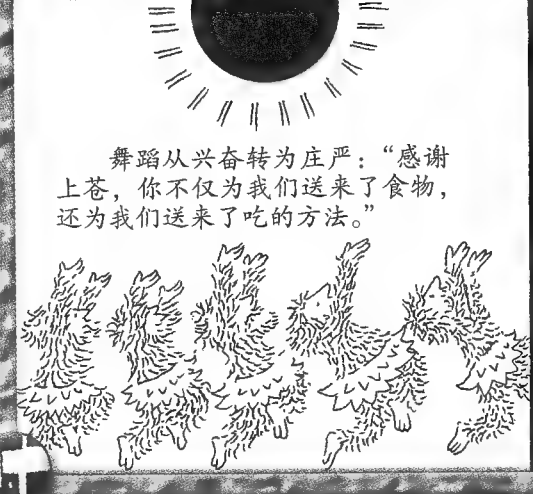 舞蹈从兴奋转为庄严：“感谢
上苍，你不仅为我们送来了食物，
还为我们送来了吃的方法。”